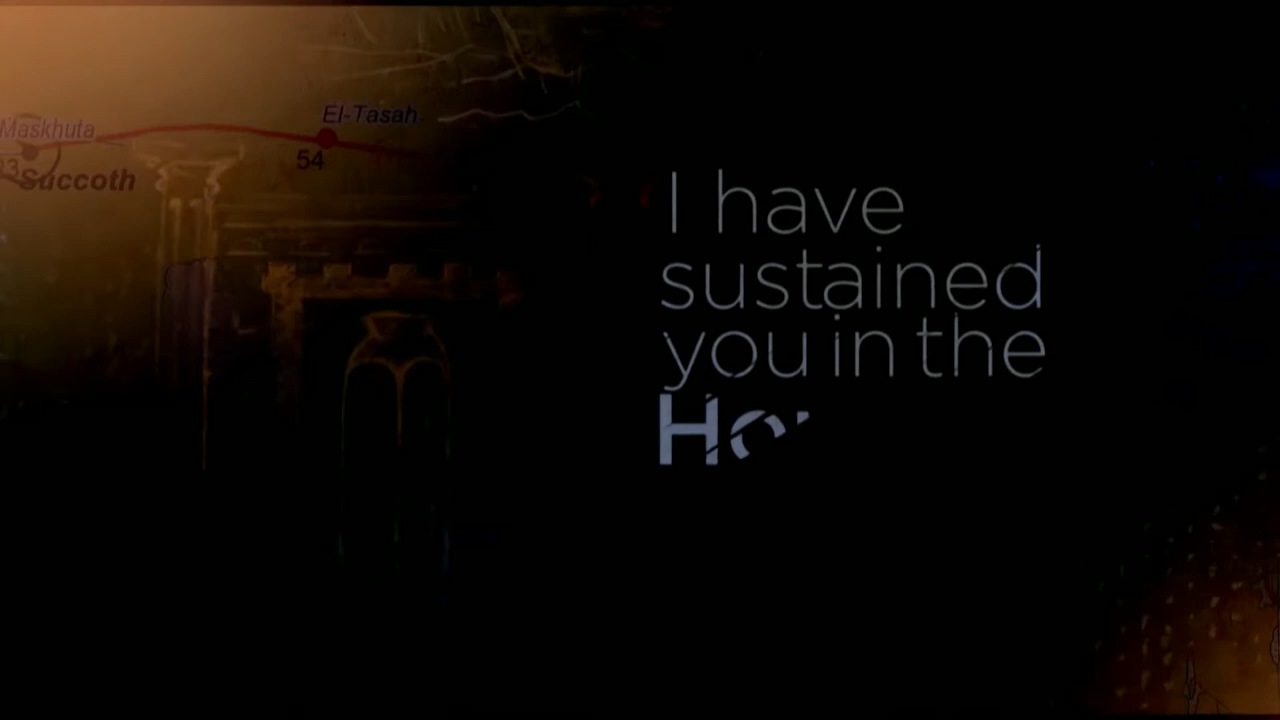 Maskhuta
El-Tasah
54
Succoth
I have
sustained
you in the